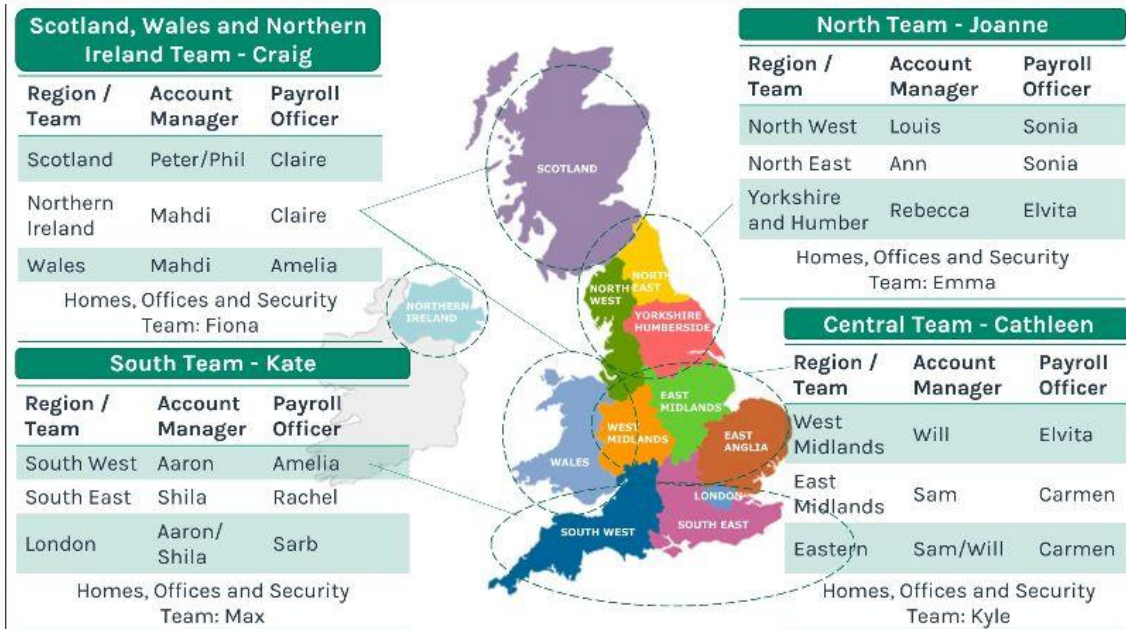 Scotland, Wales and Northern
Ireland Team - Craig
Region /
Team
Account
Manager
Payroll
Officer
Scotland Peter/Phil Claire
Northern
Ireland
Mahdi Claire
Wales Mahdi Amelia
Homes, Offices and Security
Team: Fiona
South Team - Kate
Region /
Team
Account
Manager
Payroll
Officer
South West Aaron Amelia
South East Shila Rachel
London
Aaron/
Shila
Sarb
Homes, Offices and Security
Team: Max
SCOTLAND
NORTHERN
IRELAND
NORTH
EAST
NORTH
WEST
YORKSHIRE
HUMBERSIDE
EAST
MIDLANDS
WEST
MIDLANDS
EAST
ANGLIA
WALES
LONDON
SOUTH WEST
SOUTH EAST
North Team - Joanne
Region /
Team
Account
Manager
Payroll
Officer
North West Louis Sonia
North East Ann Sonia
Yorkshire
and Humber
Rebecca Elvita
Homes, Offices and Security
Team: Emma
Central Team - Cathleen
Region /
Team
Account
Manager
Payroll
Officer
West
Midlands
Will Elvita
East
Midlands
Sam Carmen
Eastern Sam/Will Carmen
Homes, Offices and Security
Team: Kyle